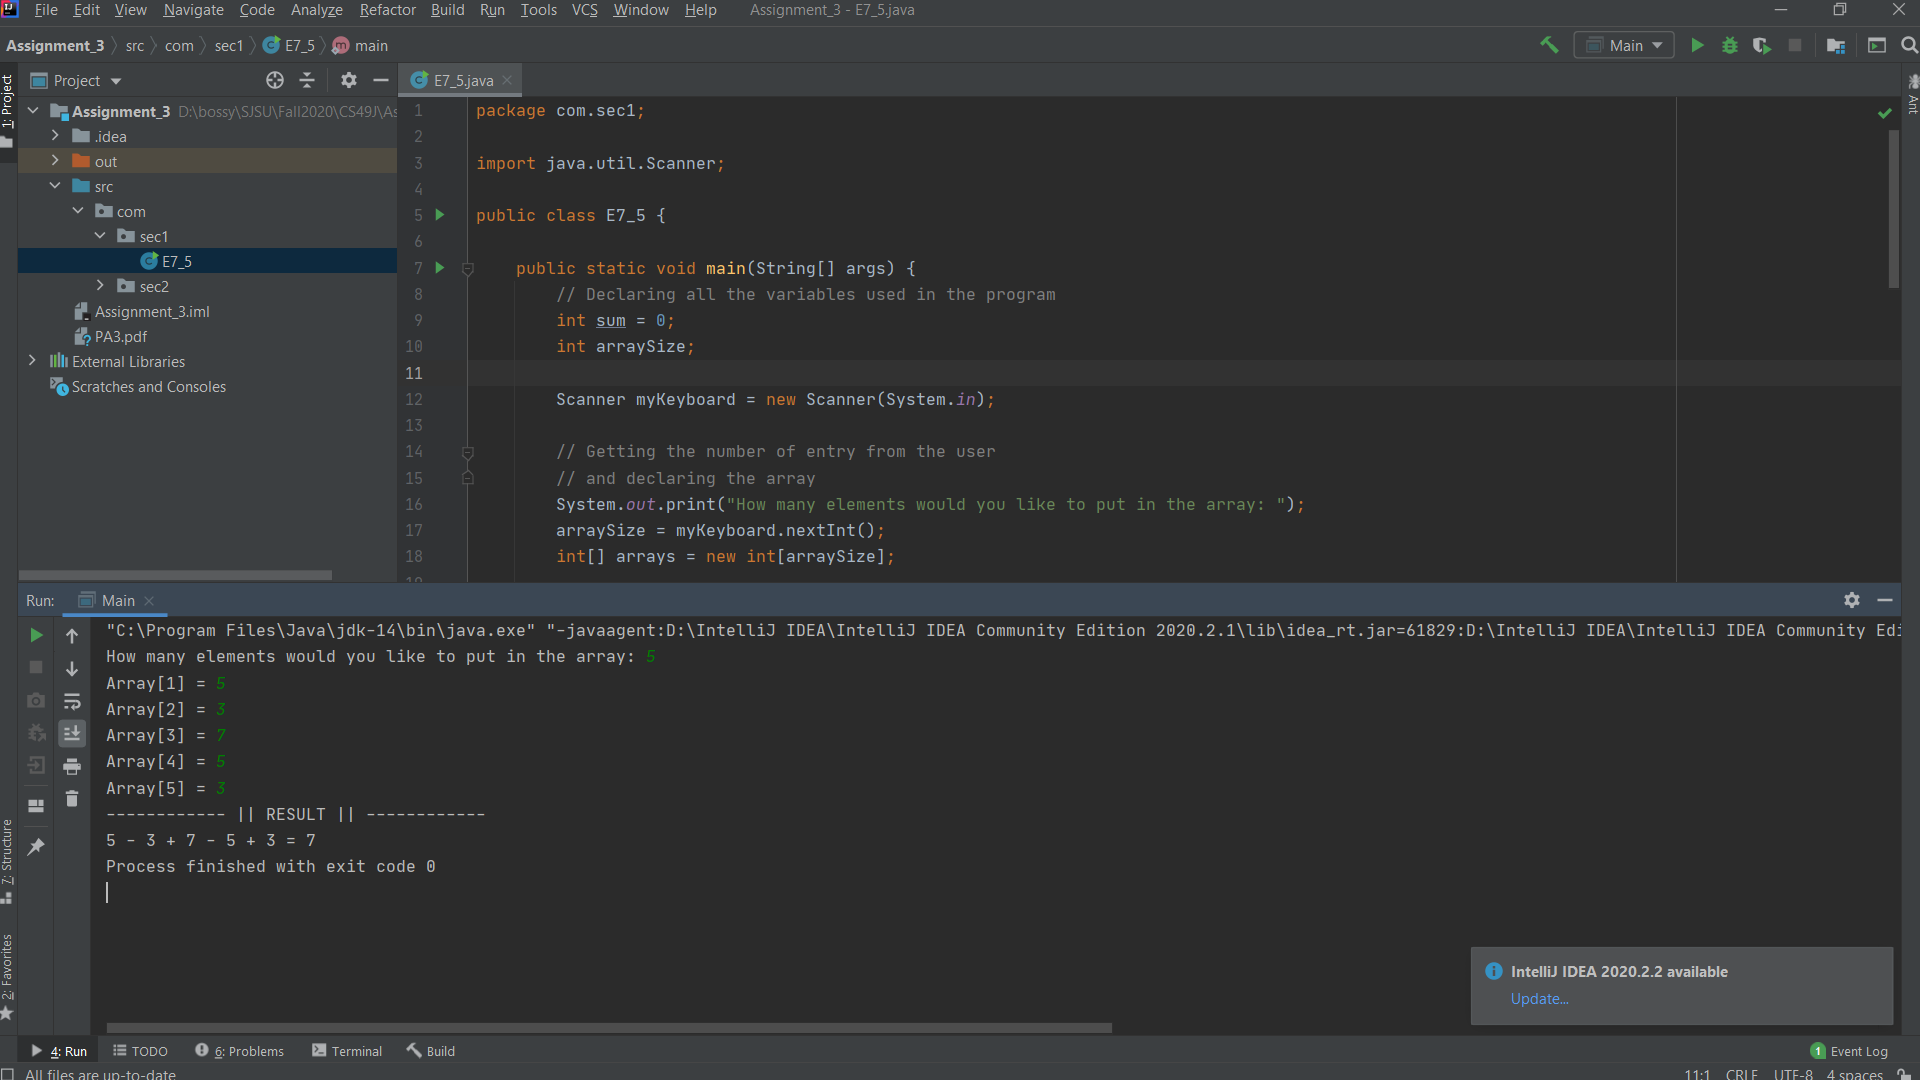 File Edit View Navigate Code Analyze Refactor Build Run Tools VCS Window Help Assignment_3 - E7_5.java
Assignment_3 src com sec1 E7_5 main Main
1: Project
Project
E7_5.java
Ant
Assignment_3 D:\bossy\SJSU\Fall2020\CS49J\As
.idea
out
src
com
sec1
E7_5
sec2
Assignment_3.iml
PA3.pdf
External Libraries
Scratches and Consoles
1 package com.sec1;
2
3 import java.util.Scanner;
4
5 public class E7_5 {
6
7 public static void main(String[] args) {
8 // Declaring all the variables used in the program
9 int sum = 0;
10 int arraySize;
11
12 Scanner myKeyboard = new Scanner(System.in);
13
14 // Getting the number of entry from the user
15 // and declaring the array
16 System.out.print("How many elements would you like to put in the array: ");
17 arraySize = myKeyboard.nextInt();
18 int[] arrays = new int[arraySize];
19
Run: Main
"C:\Program Files\Java\jdk-14\bin\java.exe" "-javaagent:D:\IntelliJ IDEA\IntelliJ IDEA Community Edition 2020.2.1\lib\idea_rt.jar=61829:D:\IntelliJ IDEA\IntelliJ IDEA Community Edi
How many elements would you like to put in the array: 5
Array[1] = 5
Array[2] = 3
Array[3] = 7
Array[4] = 5
Array[5] = 3
------------ || RESULT || ------------
5 - 3 + 7 - 5 + 3 = 7
Process finished with exit code 0
7: Structure
2: Favorites
IntelliJ IDEA 2020.2.2 available
Update...
4: Run TODO 6: Problems Terminal Build 1 Event Log
All files are up-to-date 11:1 CRLF UTF-8 4 spaces